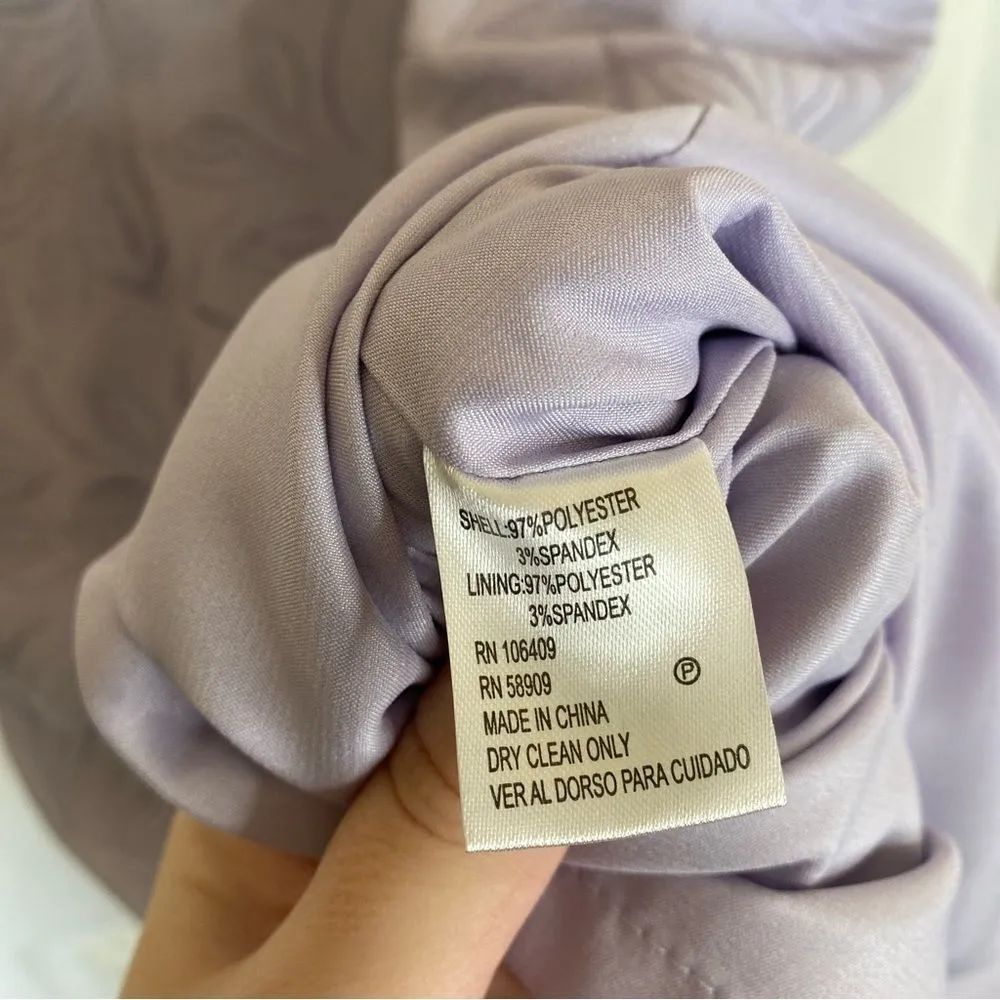 SHELL:97%POLYESTER
3%SPANDEX
LINING:97%POLYESTER
3%SPANDEX
RN 106409
RN 58909
Ⓟ
MADE IN CHINA
DRY CLEAN ONLY
VER AL DORSO PARA CUIDADO